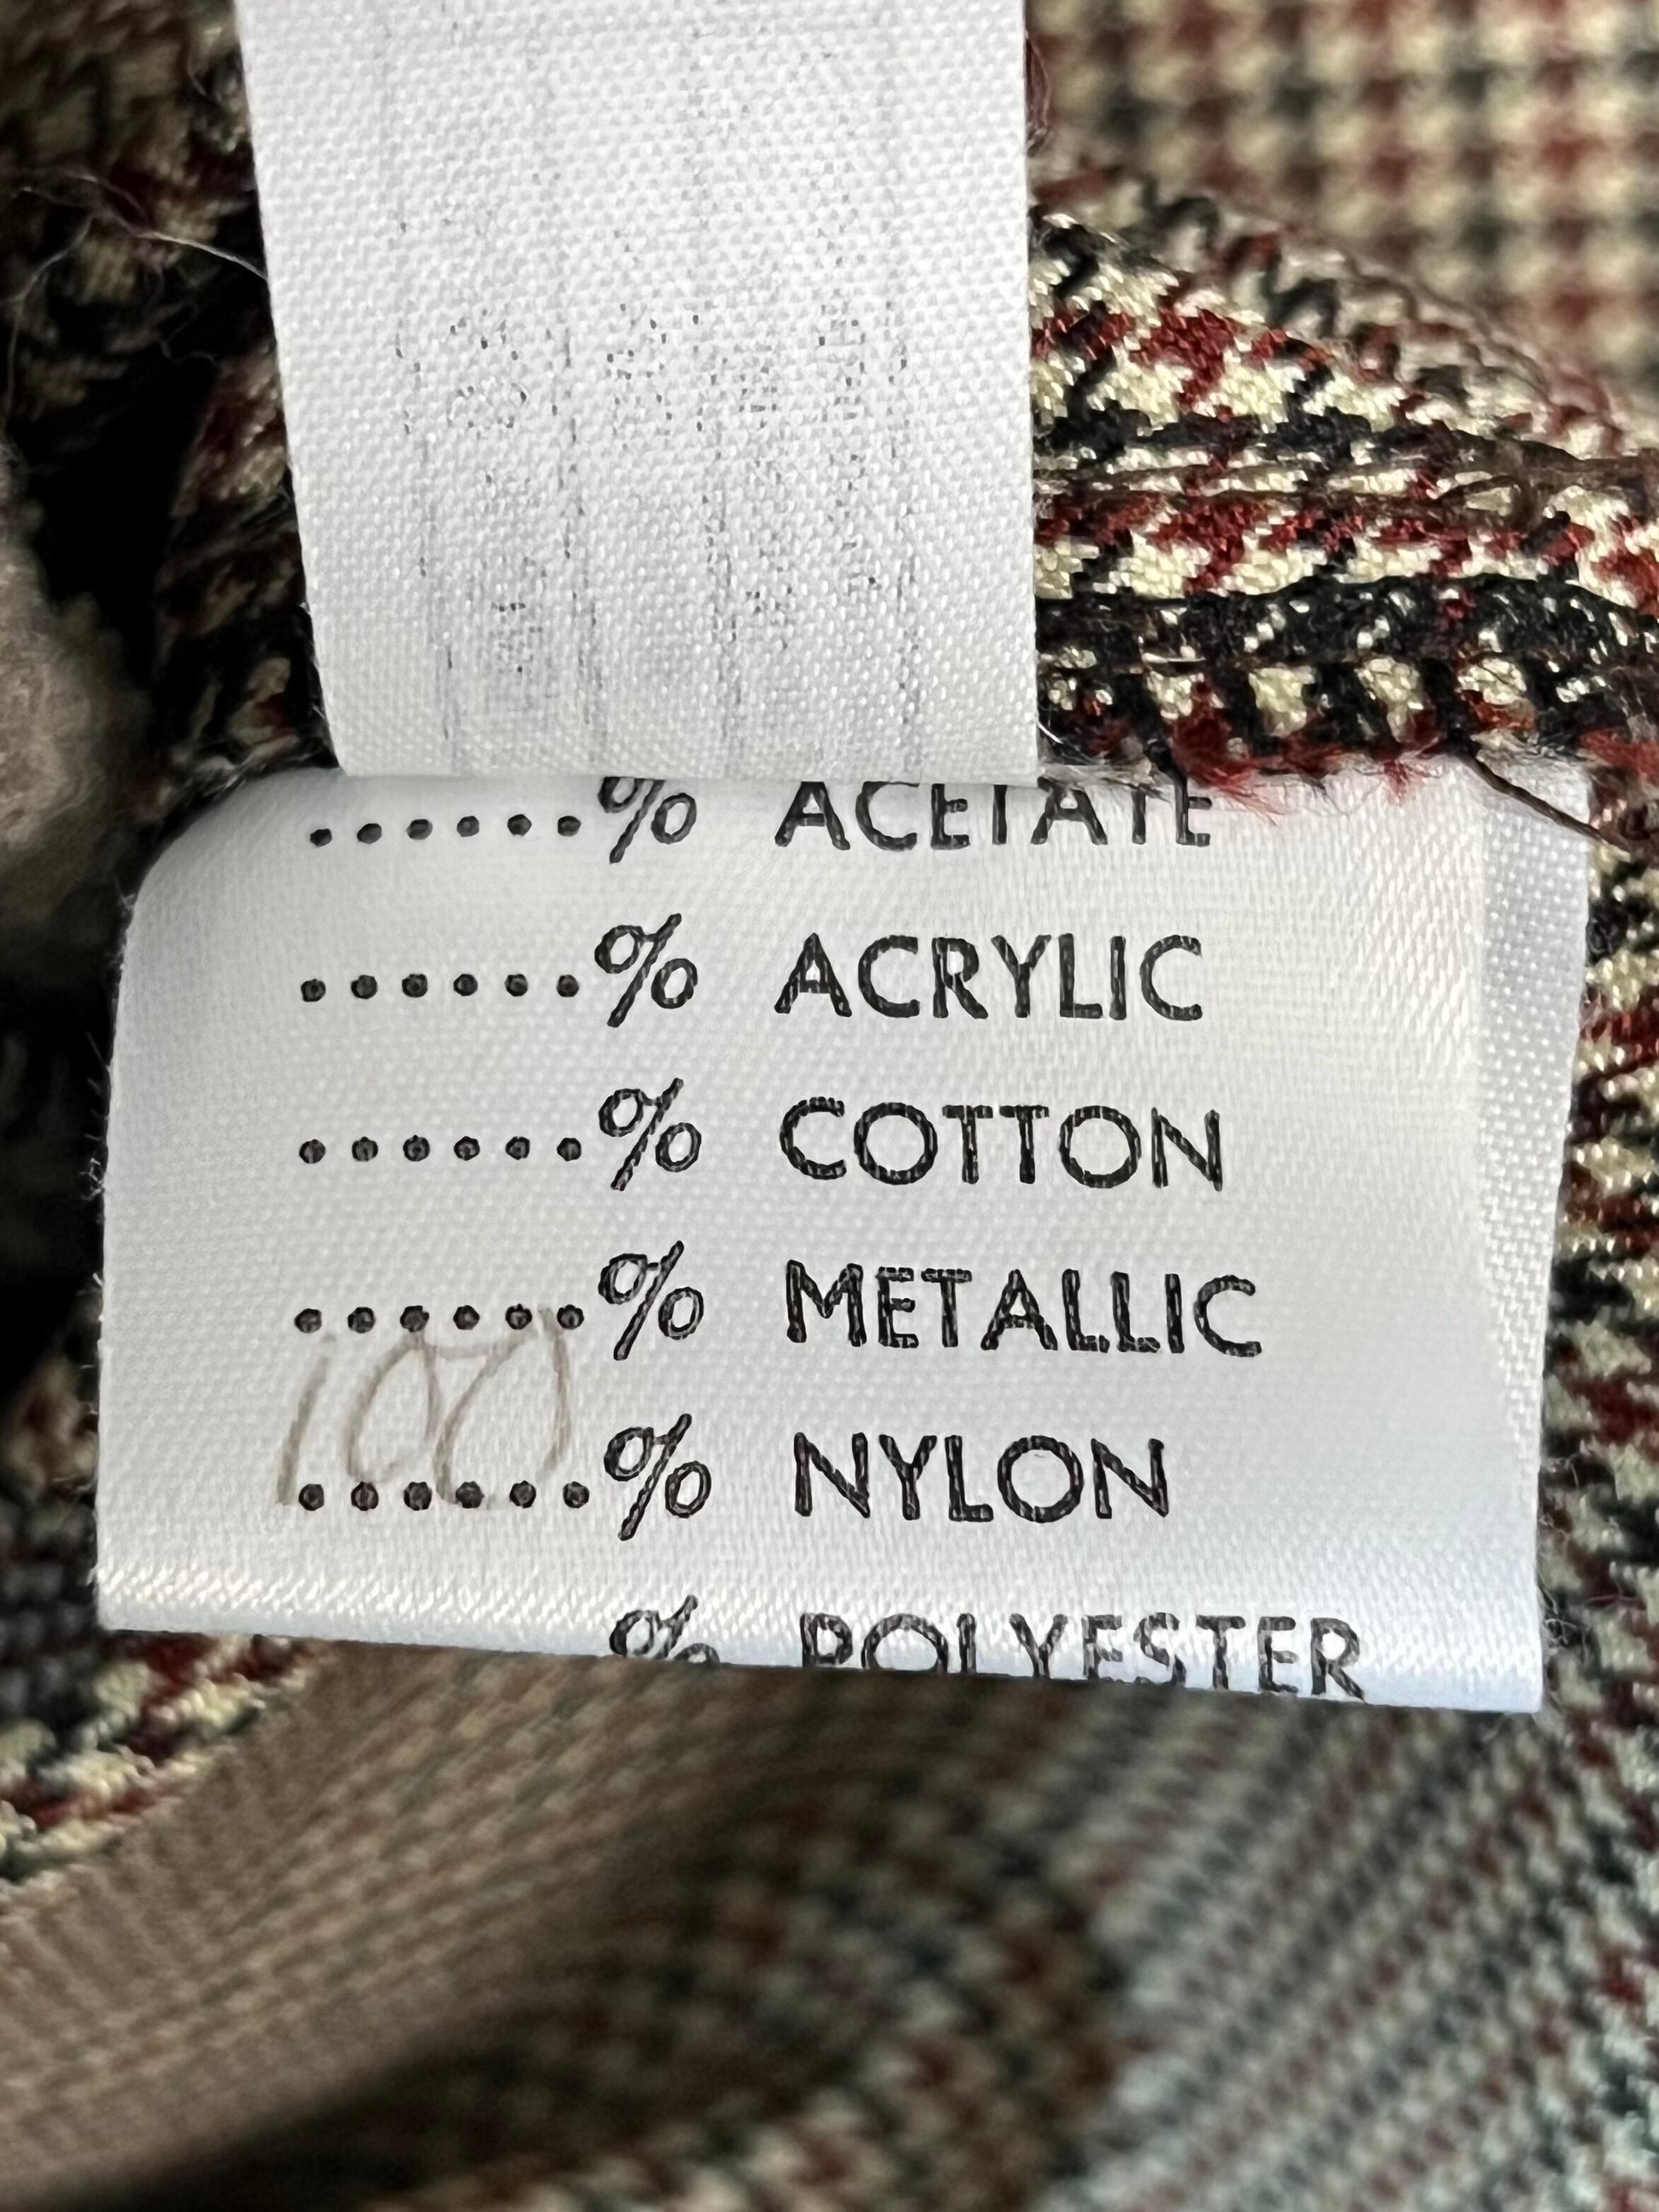 ......% ACETATE
......% ACRYLIC
......% COTTON
......% METALLIC
100
......% NYLON
% POLYESTER